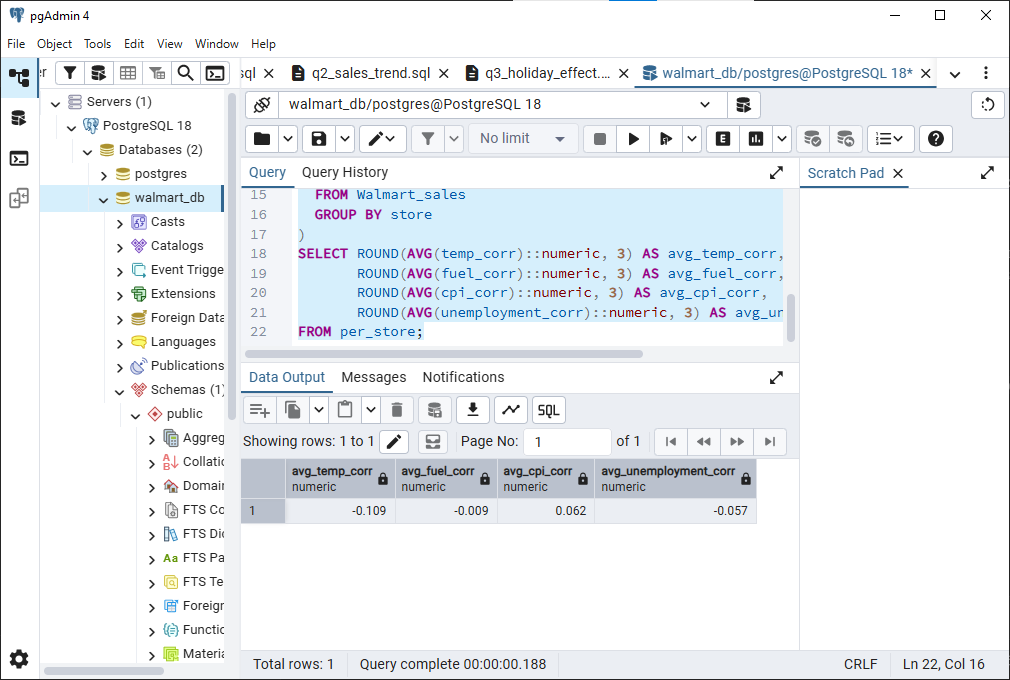 pgAdmin 4
File Object Tools Edit View Window Help
er
sql q2_sales_trend.sql q3_holiday_effect.... walmart_db/postgres@PostgreSQL 18*
Servers (1)
PostgreSQL 18
Databases (2)
postgres
walmart_db
Casts
Catalogs
Event Trigge
Extensions
Foreign Data
Languages
Publications
Schemas (1)
public
Aggreg
Collatio
Domain
FTS Co
FTS Dic
FTS Pa
FTS Te
Foreign
Functio
Materia
walmart_db/postgres@PostgreSQL 18
No limit
Query Query History
15 FROM Walmart_sales
16 GROUP BY store
17 )
18 SELECT ROUND(AVG(temp_corr)::numeric, 3) AS avg_temp_corr,
19 ROUND(AVG(fuel_corr)::numeric, 3) AS avg_fuel_corr,
20 ROUND(AVG(cpi_corr)::numeric, 3) AS avg_cpi_corr,
21 ROUND(AVG(unemployment_corr)::numeric, 3) AS avg_un
22 FROM per_store;
Scratch Pad
Data Output Messages Notifications
SQL
Showing rows: 1 to 1 Page No: 1 of 1
avg_temp_corr avg_fuel_corr avg_cpi_corr avg_unemployment_corr
numeric numeric numeric numeric
1 -0.109 -0.009 0.062 -0.057
Total rows: 1 Query complete 00:00:00.188 CRLF Ln 22, Col 16